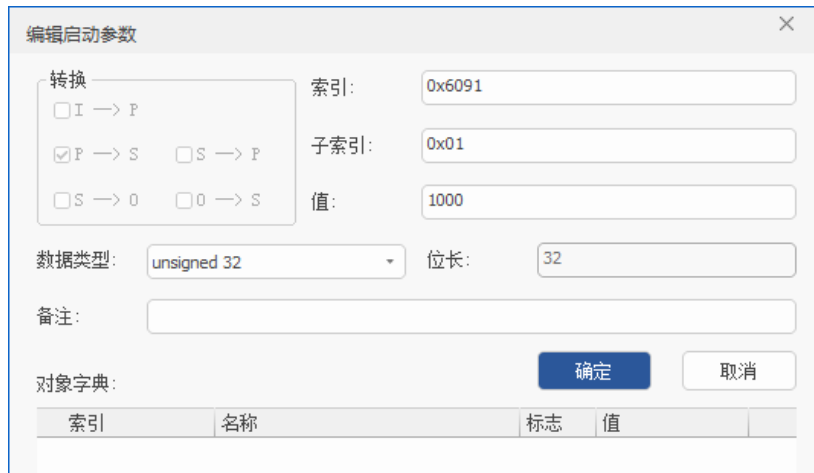 编辑启动参数
转换
I —> P
P —> S
S —> P
S —> O
O —> S
索引:
0x6091
子索引:
0x01
值:
1000
数据类型:
unsigned 32
位长:
32
备注:
确定
取消
对象字典:
索引 名称 标志 值